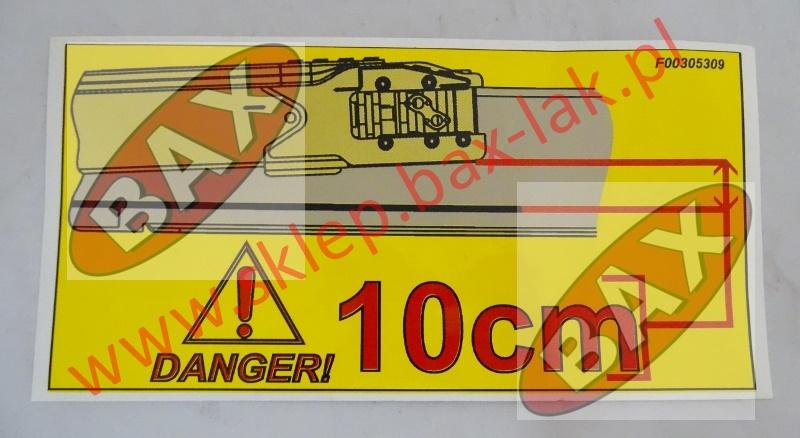 F00305309
BAX
www.sklep.bax-lak.pl
BAX
DANGER! 10cm